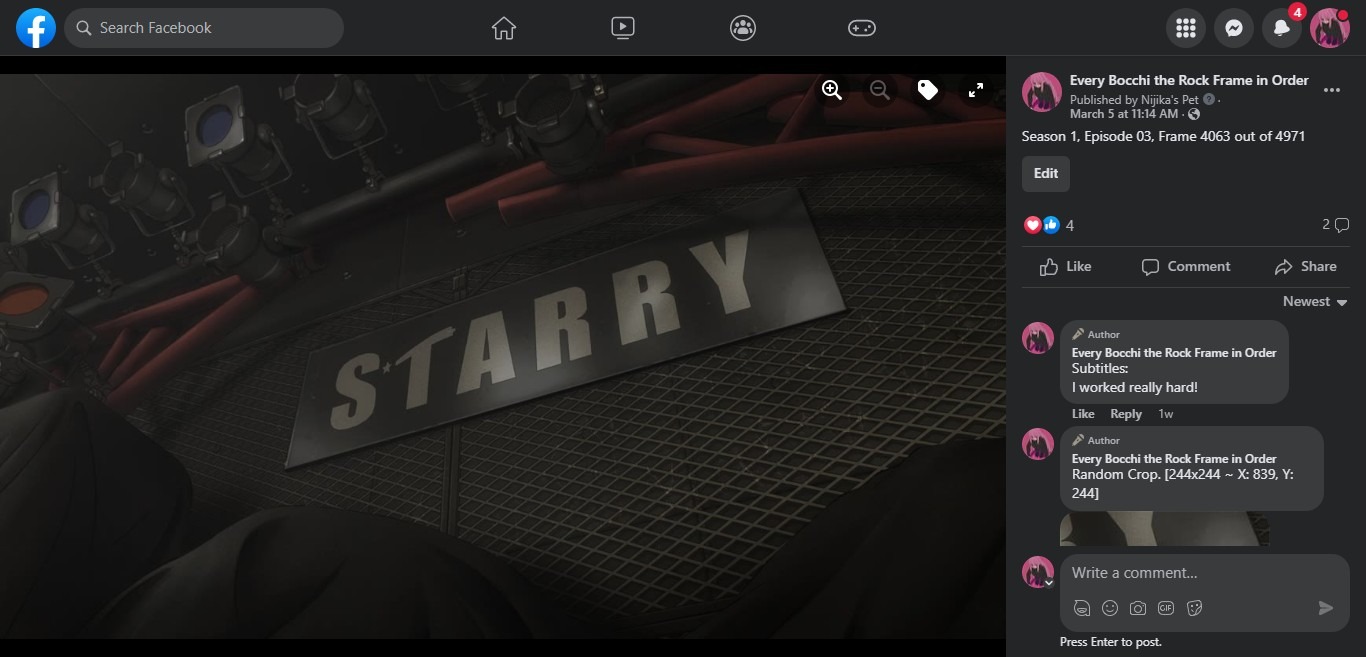 Search Facebook
4
STARRY
Every Bocchi the Rock Frame in Order
Published by Nijika's Pet ·
March 5 at 11:14 AM ·
Season 1, Episode 03, Frame 4063 out of 4971
Edit
4
2
Like
Comment
Share
Newest
Author
Every Bocchi the Rock Frame in Order
Subtitles:
I worked really hard!
Like Reply 1w
Author
Every Bocchi the Rock Frame in Order
Random Crop. [244x244 ~ X: 839, Y:
244]
Write a comment...
GIF
Press Enter to post.